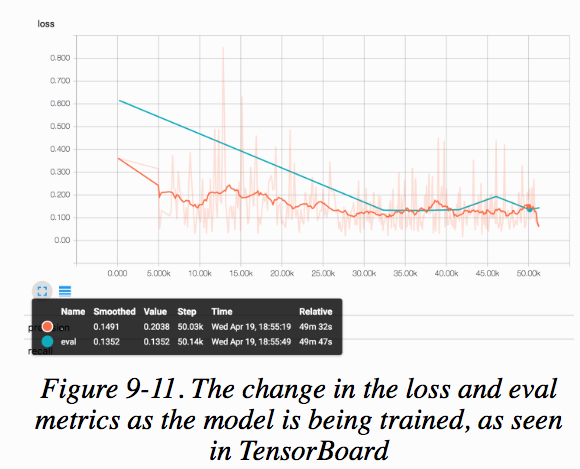 loss
0.800
0.700
0.600
0.500
0.400
0.300
0.200
0.100
0.00
0.000 5.000k 10.00k 15.00k 20.00k 25.00k 30.00k 35.00k 40.00k 45.00k 50.00k
Name Smoothed Value Step Time Relative
0.1491 0.2038 50.03k Wed Apr 19, 18:55:19 49m 32s
eval 0.1352 0.1352 50.14k Wed Apr 19, 18:55:49 49m 47s
recall
Figure 9-11. The change in the loss and eval
metrics as the model is being trained, as seen
in TensorBoard